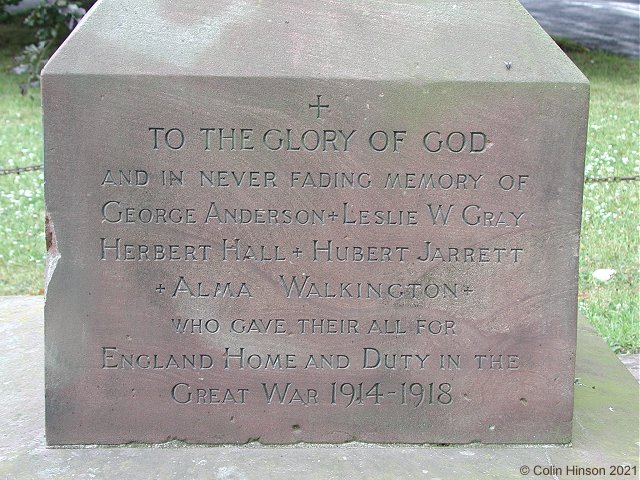 +
TO THE GLORY OF GOD
AND IN NEVER FADING MEMORY OF
GEORGE ANDERSON + LESLIE W GRAY
HERBERT HALL + HUBERT JARRETT
+ ALMA WALKINGTON +
WHO GAVE THEIR ALL FOR
ENGLAND HOME AND DUTY IN THE
GREAT WAR 1914-1918
© Colin Hinson 2021